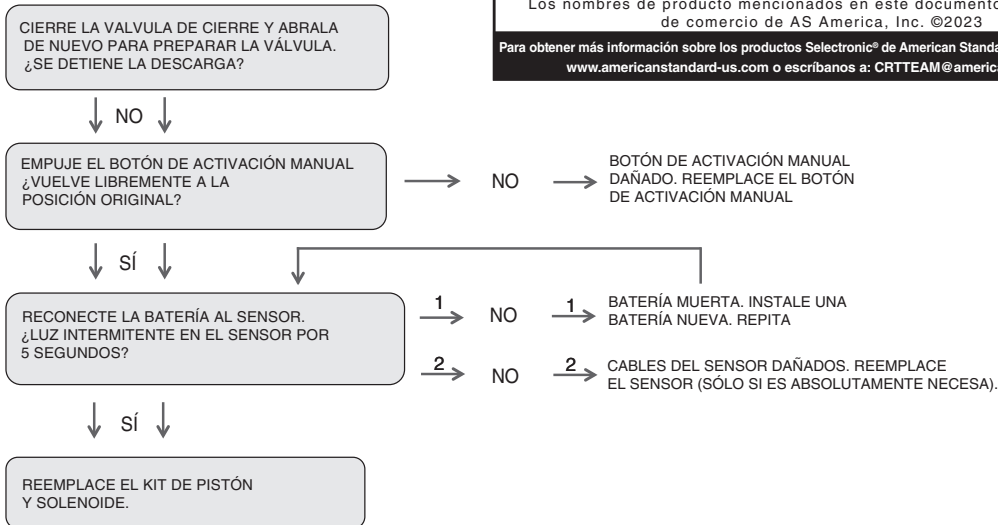 Los nombres de producto mencionados en este documento
de comercio de AS America, Inc. ©2023
Para obtener más información sobre los productos Selectronic® de American Standa
www.americanstandard-us.com o escríbanos a: CRTTEAM@americ
CIERRE LA VALVULA DE CIERRE Y ABRALA
DE NUEVO PARA PREPARAR LA VÁLVULA.
¿SE DETIENE LA DESCARGA?
NO
EMPUJE EL BOTÓN DE ACTIVACIÓN MANUAL
¿VUELVE LIBREMENTE A LA
POSICIÓN ORIGINAL?
NO
BOTÓN DE ACTIVACIÓN MANUAL
DAÑADO. REEMPLACE EL BOTÓN
DE ACTIVACIÓN MANUAL
SÍ
RECONECTE LA BATERÍA AL SENSOR.
¿LUZ INTERMITENTE EN EL SENSOR POR
5 SEGUNDOS?
1 NO 1
BATERÍA MUERTA. INSTALE UNA
BATERÍA NUEVA. REPITA
2 NO 2
CABLES DEL SENSOR DAÑADOS. REEMPLACE
EL SENSOR (SÓLO SI ES ABSOLUTAMENTE NECESA).
SÍ
REEMPLACE EL KIT DE PISTÓN
Y SOLENOIDE.